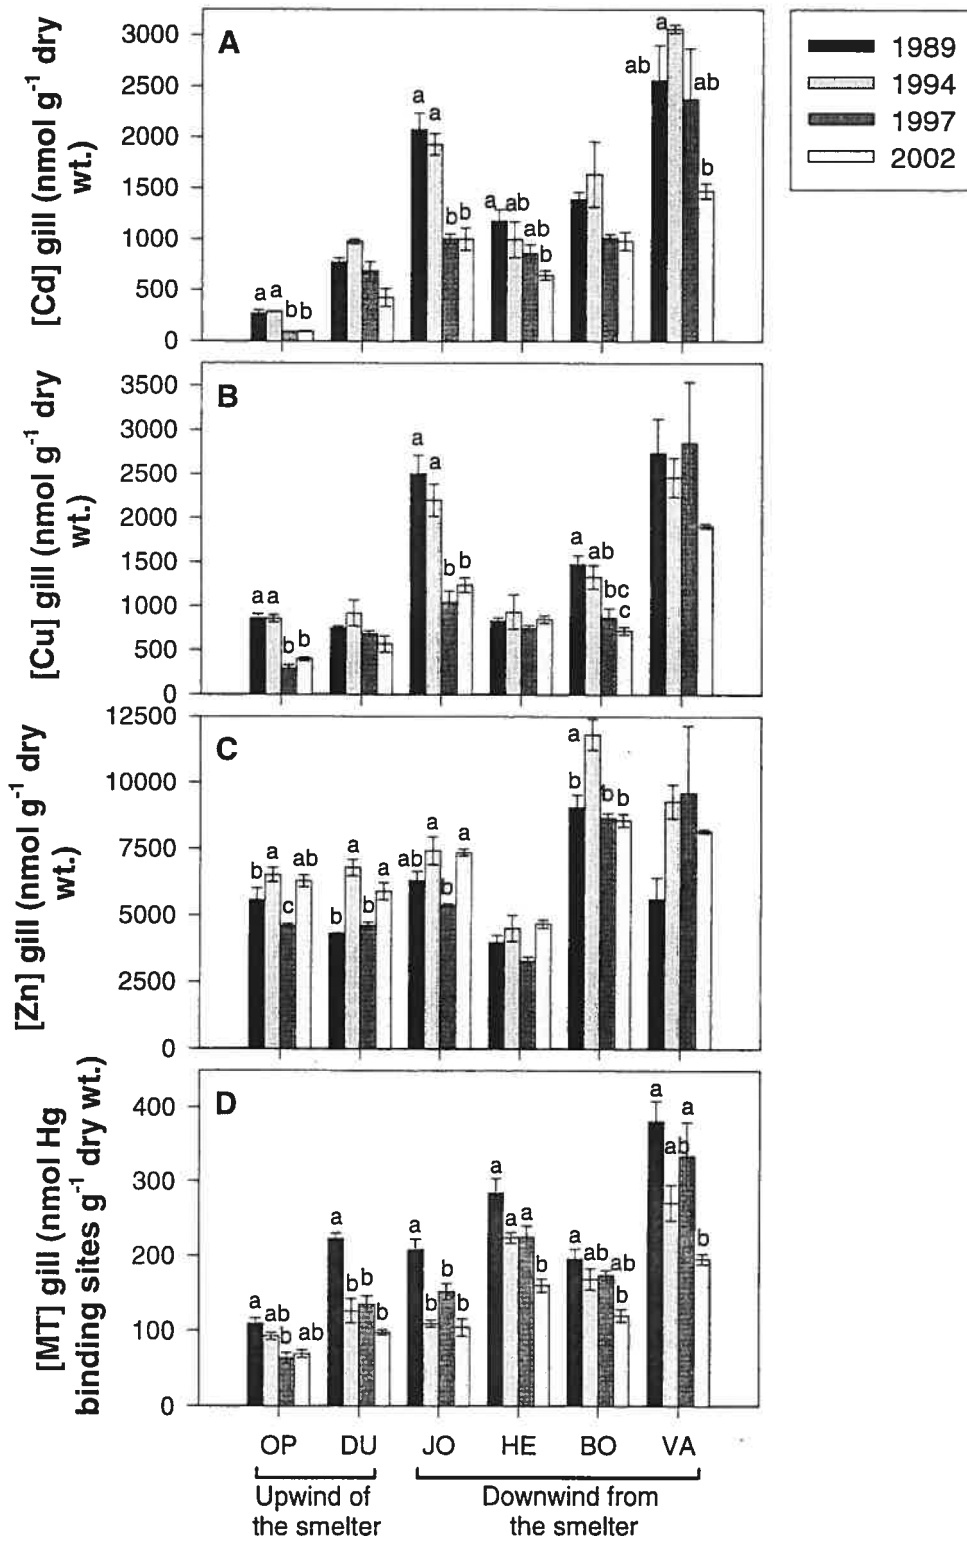 [Cd] gill (nmol g⁻¹ dry
wt.)
3000
2500
2000
1500
1000
500
0
A
a a b b
a a b b
a ab ab b
ab a ab b
1989
1994
1997
2002
[Cu] gill (nmol g⁻¹ dry
wt.)
3500
3000
2500
2000
1500
1000
500
0
B
a a b b
a a b b
a ab bc c
[Zn] gill (nmol g⁻¹ dry
wt.)
12500
10000
7500
5000
2500
0
C
b a c ab
b a b a
ab a b a
b a b b
[MT] gill (nmol Hg
binding sites g⁻¹ dry wt.)
400
300
200
100
0
D
a ab b ab
a b b b
a b b b
a a a b
a ab ab b
a ab a b
OP DU JO HE BO VA
Upwind of
the smelter
Downwind from
the smelter